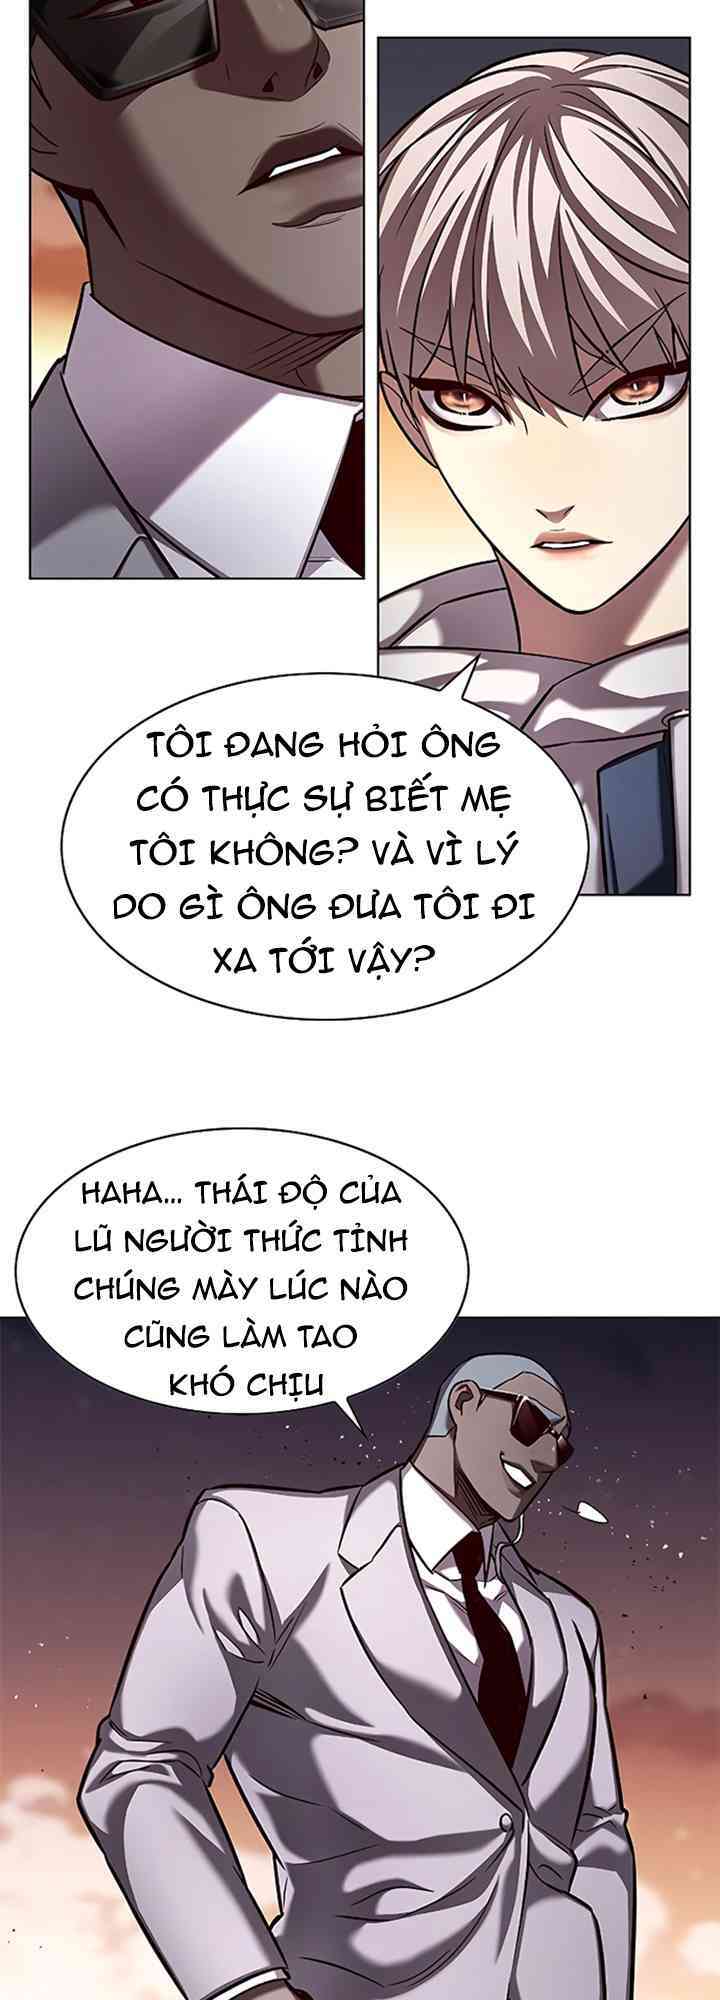 TÔI ĐANG HỎI ÔNG
CÓ THỰC SỰ BIẾT MẸ
TÔI KHÔNG? VÀ VÌ LÝ
DO GÌ ÔNG ĐƯA TÔI ĐI
XA TỚI VẬY?
HAHA... THÁI ĐỘ CỦA
LŨ NGƯỜI THỨC TỈNH
CHÚNG MÀY LÚC NÀO
CŨNG LÀM TAO
KHÓ CHỊU